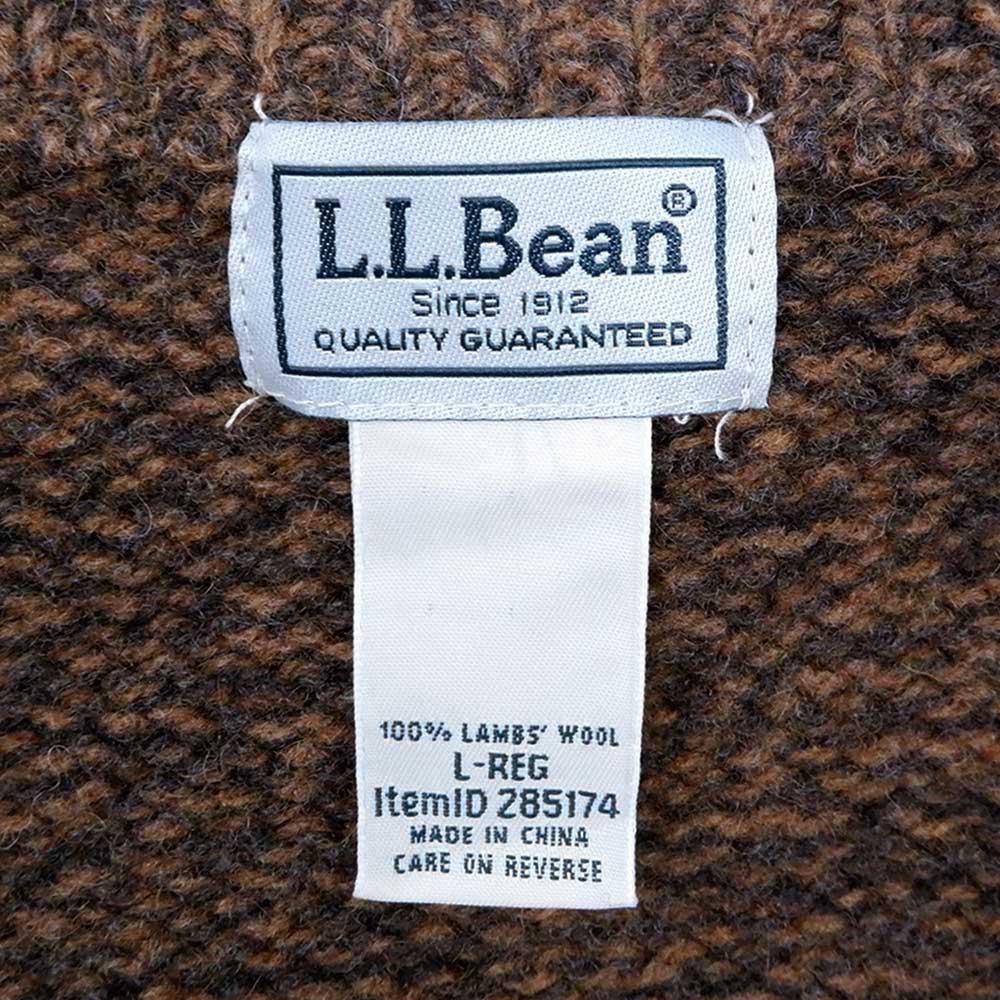 L.L.Bean®
Since 1912
QUALITY GUARANTEED
100% LAMBS' WOOL
L-REG
ItemID 285174
MADE IN CHINA
CARE ON REVERSE